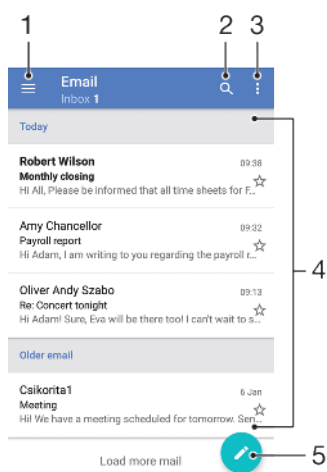 1 2 3
Email
Inbox 1
Today
Robert Wilson 09:38
Monthly closing
Hi All, Please be informed that all time sheets for F...
Amy Chancellor 09:32
Payroll report
Hi Adam, I am writing to you regarding the payroll r...
Oliver Andy Szabo 09:13
Re: Concert tonight
Hi Adam! Sure, Eva will be there too! I can't wait to s...
4
Older email
Csikorita1 6 Jan
Meeting
Hi! We have a meeting scheduled for tomorrow. Sen...
Load more mail
5